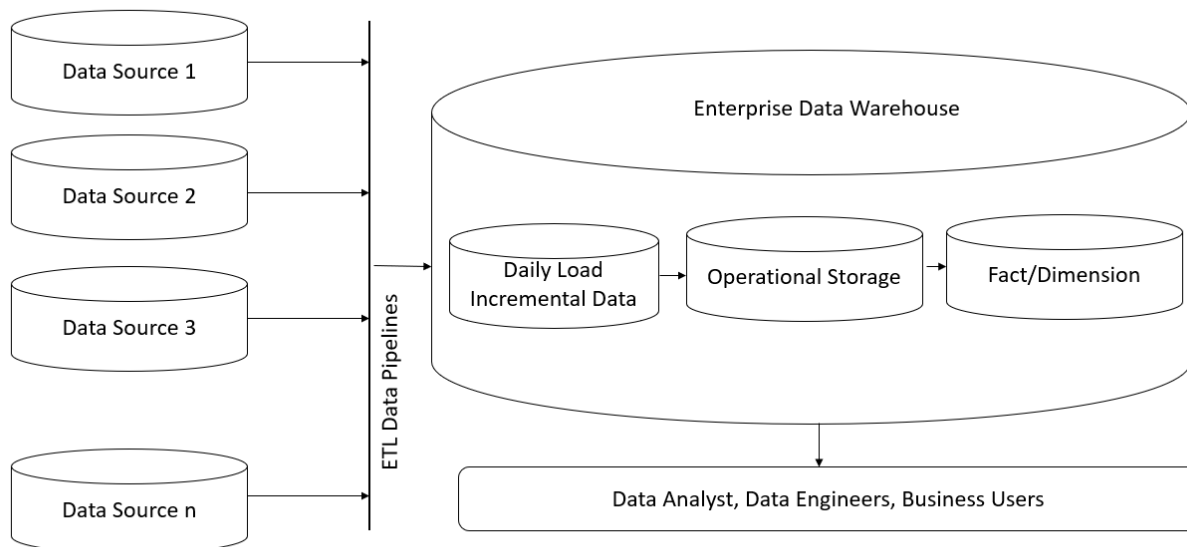 Data Source 1
Data Source 2
Data Source 3
Data Source n
ETL Data Pipelines
Enterprise Data Warehouse
Daily Load
Incremental Data
Operational Storage
Fact/Dimension
Data Analyst, Data Engineers, Business Users